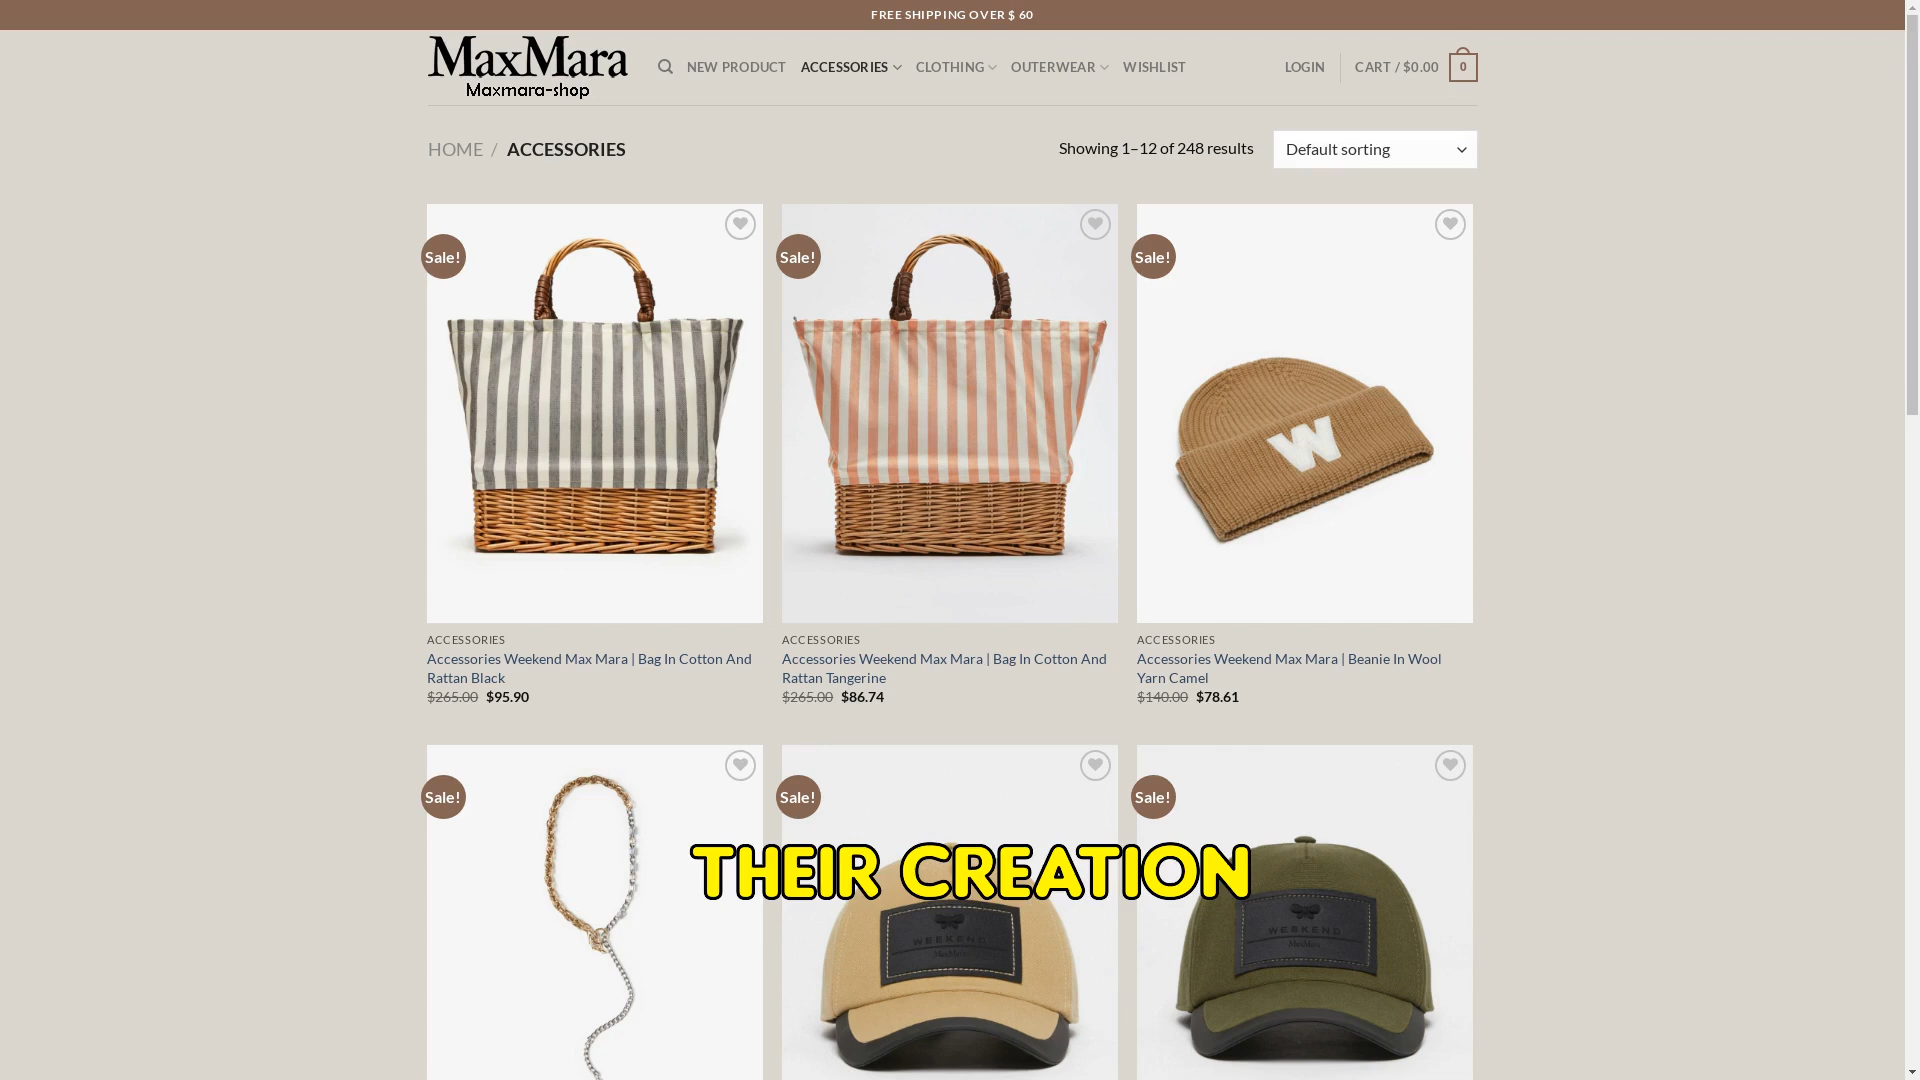 FREE SHIPPING OVER $ 60
MaxMara
Maxmara-shop
NEW PRODUCT
ACCESSORIES
CLOTHING
OUTERWEAR
WISHLIST
LOGIN
CART / $0.00
0
HOME / ACCESSORIES
Showing 1–12 of 248 results
Default sorting
Sale!
Sale!
Sale!
W
ACCESSORIES
Accessories Weekend Max Mara | Bag In Cotton And
Rattan Black
$265.00 $95.90
ACCESSORIES
Accessories Weekend Max Mara | Bag In Cotton And
Rattan Tangerine
$265.00 $86.74
ACCESSORIES
Accessories Weekend Max Mara | Beanie In Wool
Yarn Camel
$140.00 $78.61
Sale!
Sale!
Sale!
THEIR CREATION
WEEKEND
MaxMara
WEEKEND
MaxMara